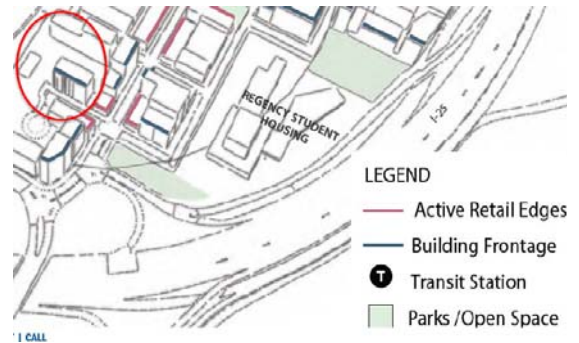 REGENCY STUDENT
HOUSING
I-25
LEGEND
Active Retail Edges
Building Frontage
T
Transit Station
Parks /Open Space
| CALL